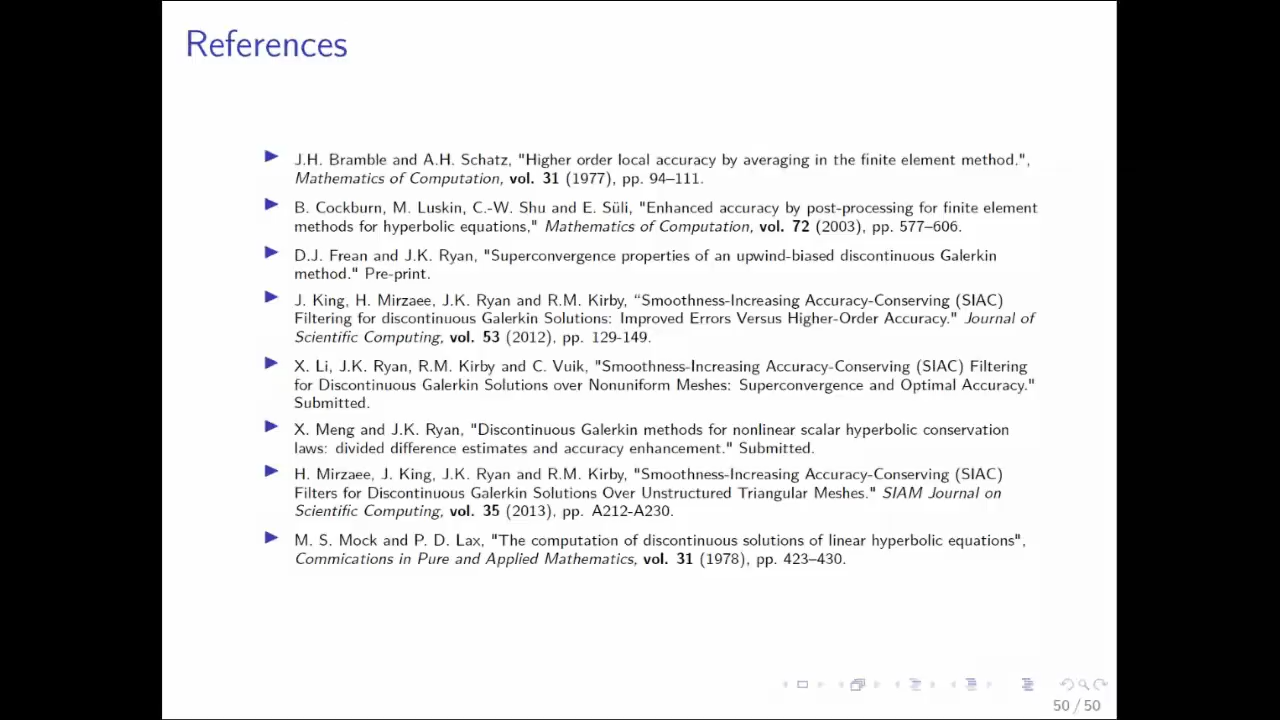 References
J.H. Bramble and A.H. Schatz, "Higher order local accuracy by averaging in the finite element method.",
Mathematics of Computation, vol. 31 (1977), pp. 94–111.
B. Cockburn, M. Luskin, C.-W. Shu and E. Süli, "Enhanced accuracy by post-processing for finite element
methods for hyperbolic equations," Mathematics of Computation, vol. 72 (2003), pp. 577–606.
D.J. Frean and J.K. Ryan, "Superconvergence properties of an upwind-biased discontinuous Galerkin
method." Pre-print.
J. King, H. Mirzaee, J.K. Ryan and R.M. Kirby, “Smoothness-Increasing Accuracy-Conserving (SIAC)
Filtering for discontinuous Galerkin Solutions: Improved Errors Versus Higher-Order Accuracy." Journal of
Scientific Computing, vol. 53 (2012), pp. 129-149.
X. Li, J.K. Ryan, R.M. Kirby and C. Vuik, "Smoothness-Increasing Accuracy-Conserving (SIAC) Filtering
for Discontinuous Galerkin Solutions over Nonuniform Meshes: Superconvergence and Optimal Accuracy."
Submitted.
X. Meng and J.K. Ryan, "Discontinuous Galerkin methods for nonlinear scalar hyperbolic conservation
laws: divided difference estimates and accuracy enhancement." Submitted.
H. Mirzaee, J. King, J.K. Ryan and R.M. Kirby, "Smoothness-Increasing Accuracy-Conserving (SIAC)
Filters for Discontinuous Galerkin Solutions Over Unstructured Triangular Meshes." SIAM Journal on
Scientific Computing, vol. 35 (2013), pp. A212-A230.
M. S. Mock and P. D. Lax, "The computation of discontinuous solutions of linear hyperbolic equations",
Commications in Pure and Applied Mathematics, vol. 31 (1978), pp. 423–430.
50 / 50